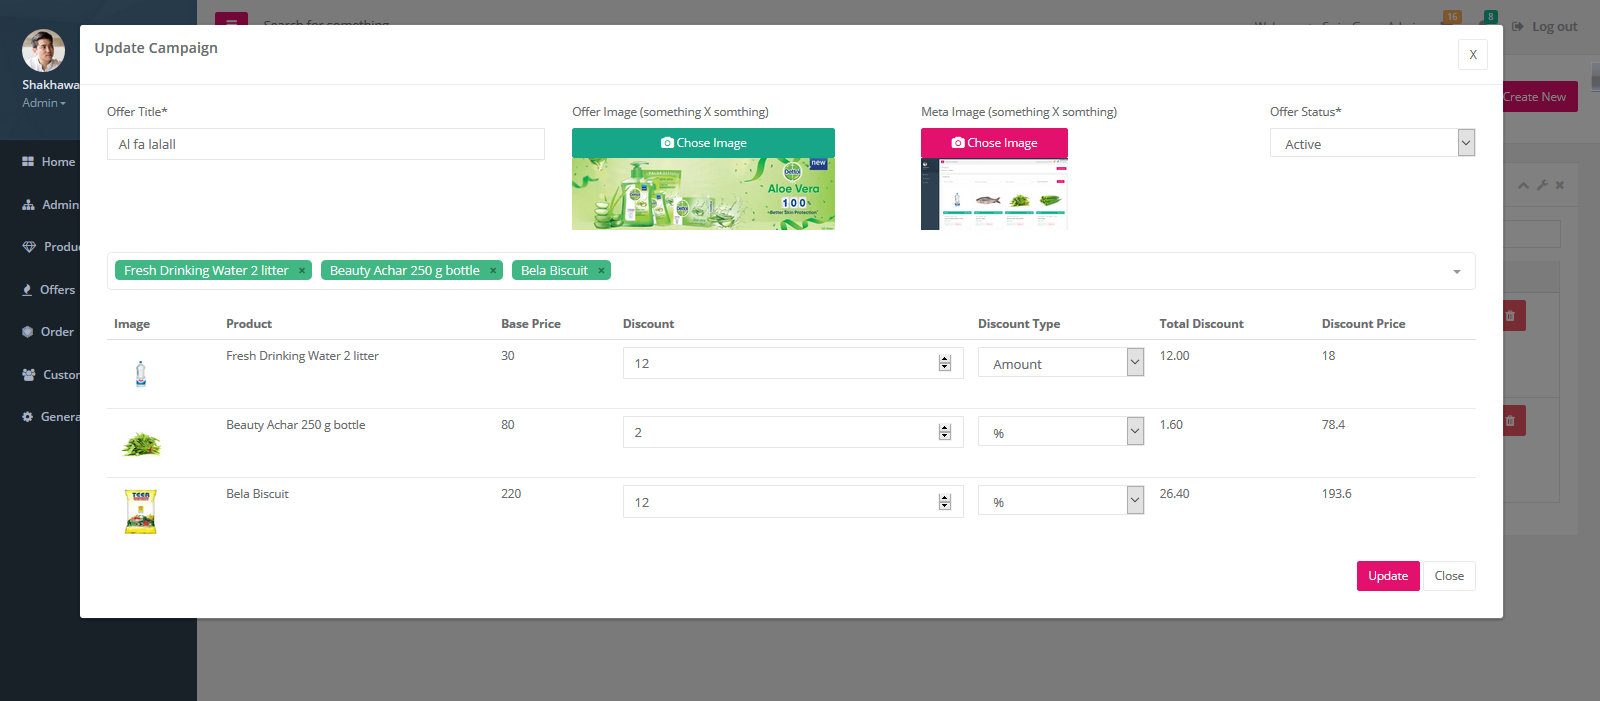 Update Campaign
X
Offer Title*
Offer Image (something X somthing)
Meta Image (something X somthing)
Offer Status*
Al fa lalall
Chose Image
Chose Image
Active
new
Dettol
Aloe Vera
100
Better Skin Protection
Fresh Drinking Water 2 litter ×
Beauty Achar 250 g bottle ×
Bela Biscuit ×
Image
Product
Base Price
Discount
Discount Type
Total Discount
Discount Price
Fresh Drinking Water 2 litter
30
12
Amount
12.00
18
Beauty Achar 250 g bottle
80
2
%
1.60
78.4
TEER
Bela Biscuit
220
12
%
26.40
193.6
Update
Close
Shakhawa
Admin
Home
Admin
Produ
Offers
Order
Custor
Genera
Search for something
16
8
Log out
Create New